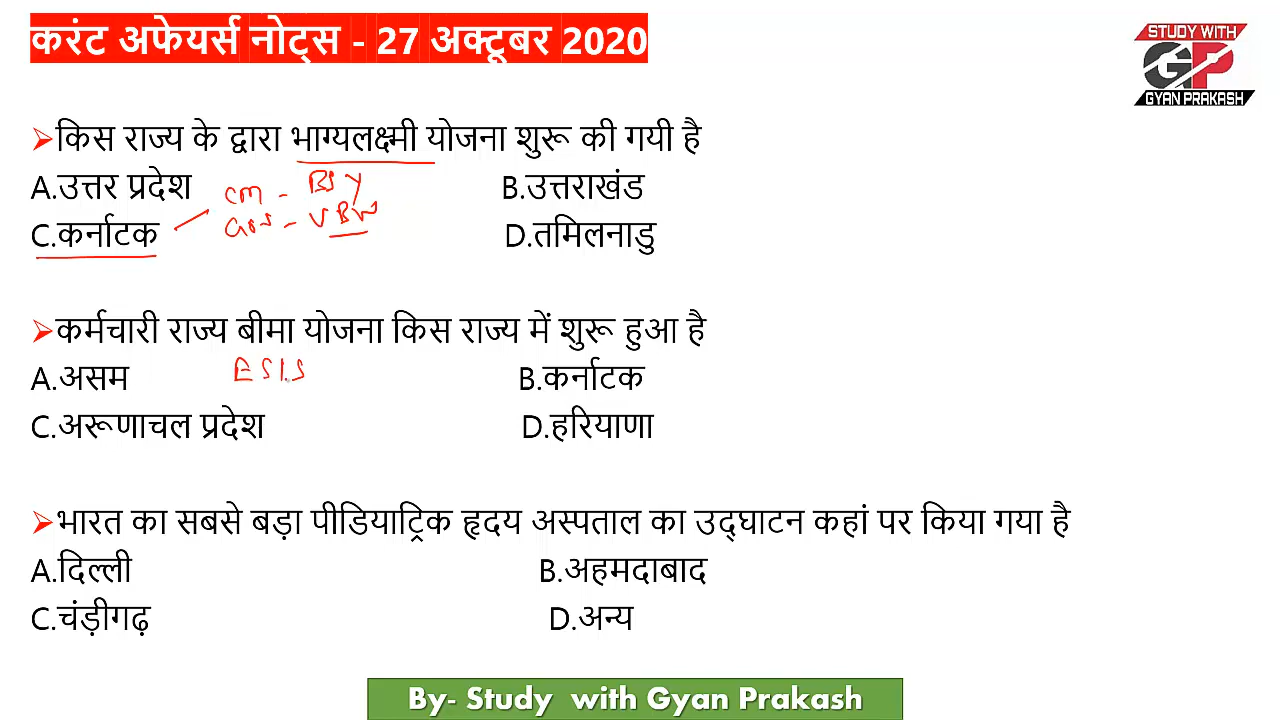 करंट अफेयर्स नोट्स - 27 अक्टूबर 2020
STUDY WITH
GP
GYAN PRAKASH
किस राज्य के द्वारा भाग्यलक्ष्मी योजना शुरू की गयी है
A.उत्तर प्रदेश B.उत्तराखंड
CM - BSY
C.कर्नाटक D.तमिलनाडु
कर्मचारी राज्य बीमा योजना किस राज्य में शुरू हुआ है
ESIS
A.असम B.कर्नाटक
C.अरूणाचल प्रदेश D.हरियाणा
भारत का सबसे बड़ा पीडियाट्रिक हृदय अस्पताल का उद्घाटन कहां पर किया गया है
A.दिल्ली B.अहमदाबाद
C.चंड़ीगढ़ D.अन्य
By- Study with Gyan Prakash